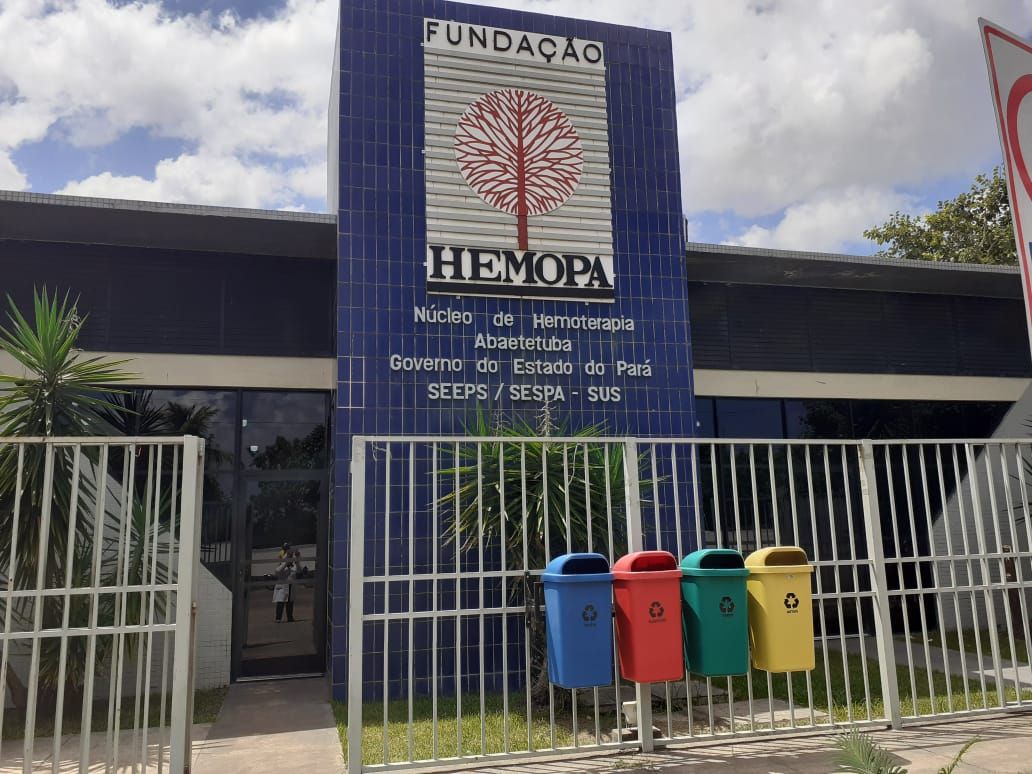 FUNDAÇÃO
HEMOPA
Núcleo de Hemoterapia
Abaetetuba
Governo do Estado do Pará
SEEPS / SESPA - SUS